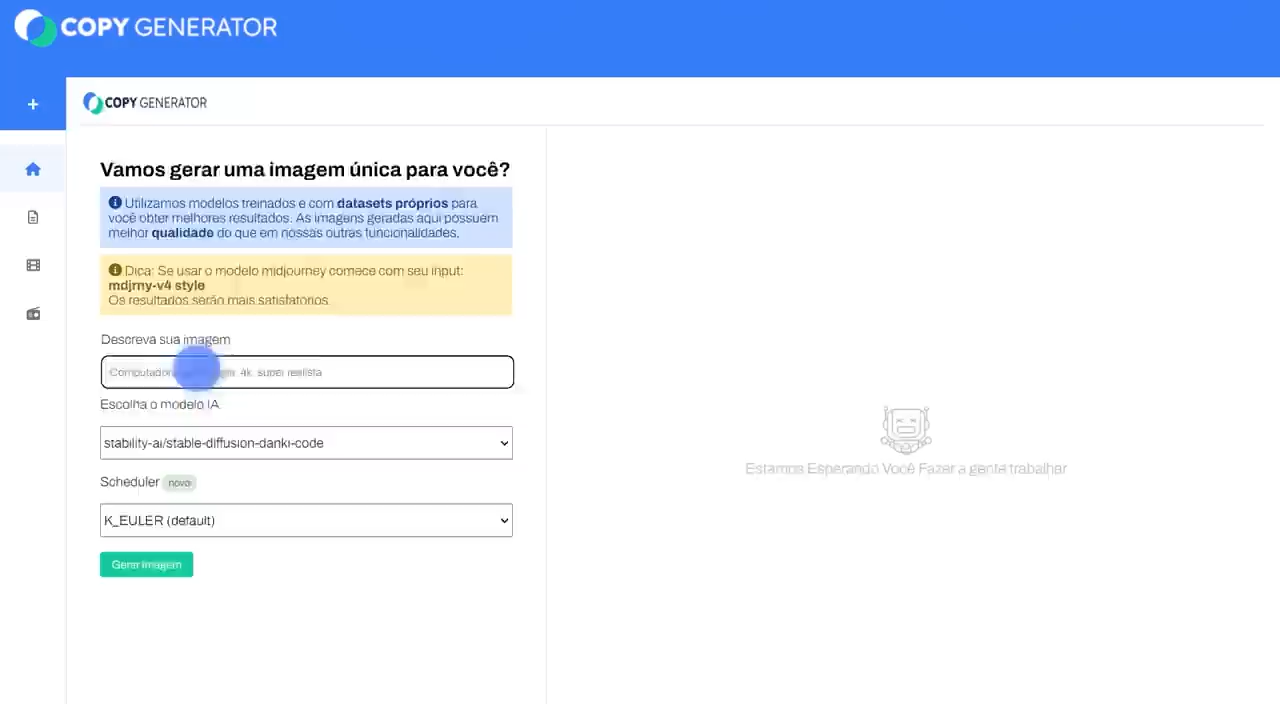 COPY GENERATOR
COPY GENERATOR
Vamos gerar uma imagem única para você?
Utilizamos modelos treinados e com datasets próprios para
você obter melhores resultados. As imagens geradas aqui possuem
melhor qualidade do que em nossas outras funcionalidades.
Dica: Se usar o modelo midjourney comece com seu input:
mdjrny-v4 style
Os resultados serão mais satisfatórios.
Descreva sua imagem
4k, super realista
Escolha o modelo IA
stability-ai/stable-diffusion-danki-code
Scheduler novo
K_EULER (default)
Gerar Imagem
Estamos Esperando Você Fazer a gente trabalhar